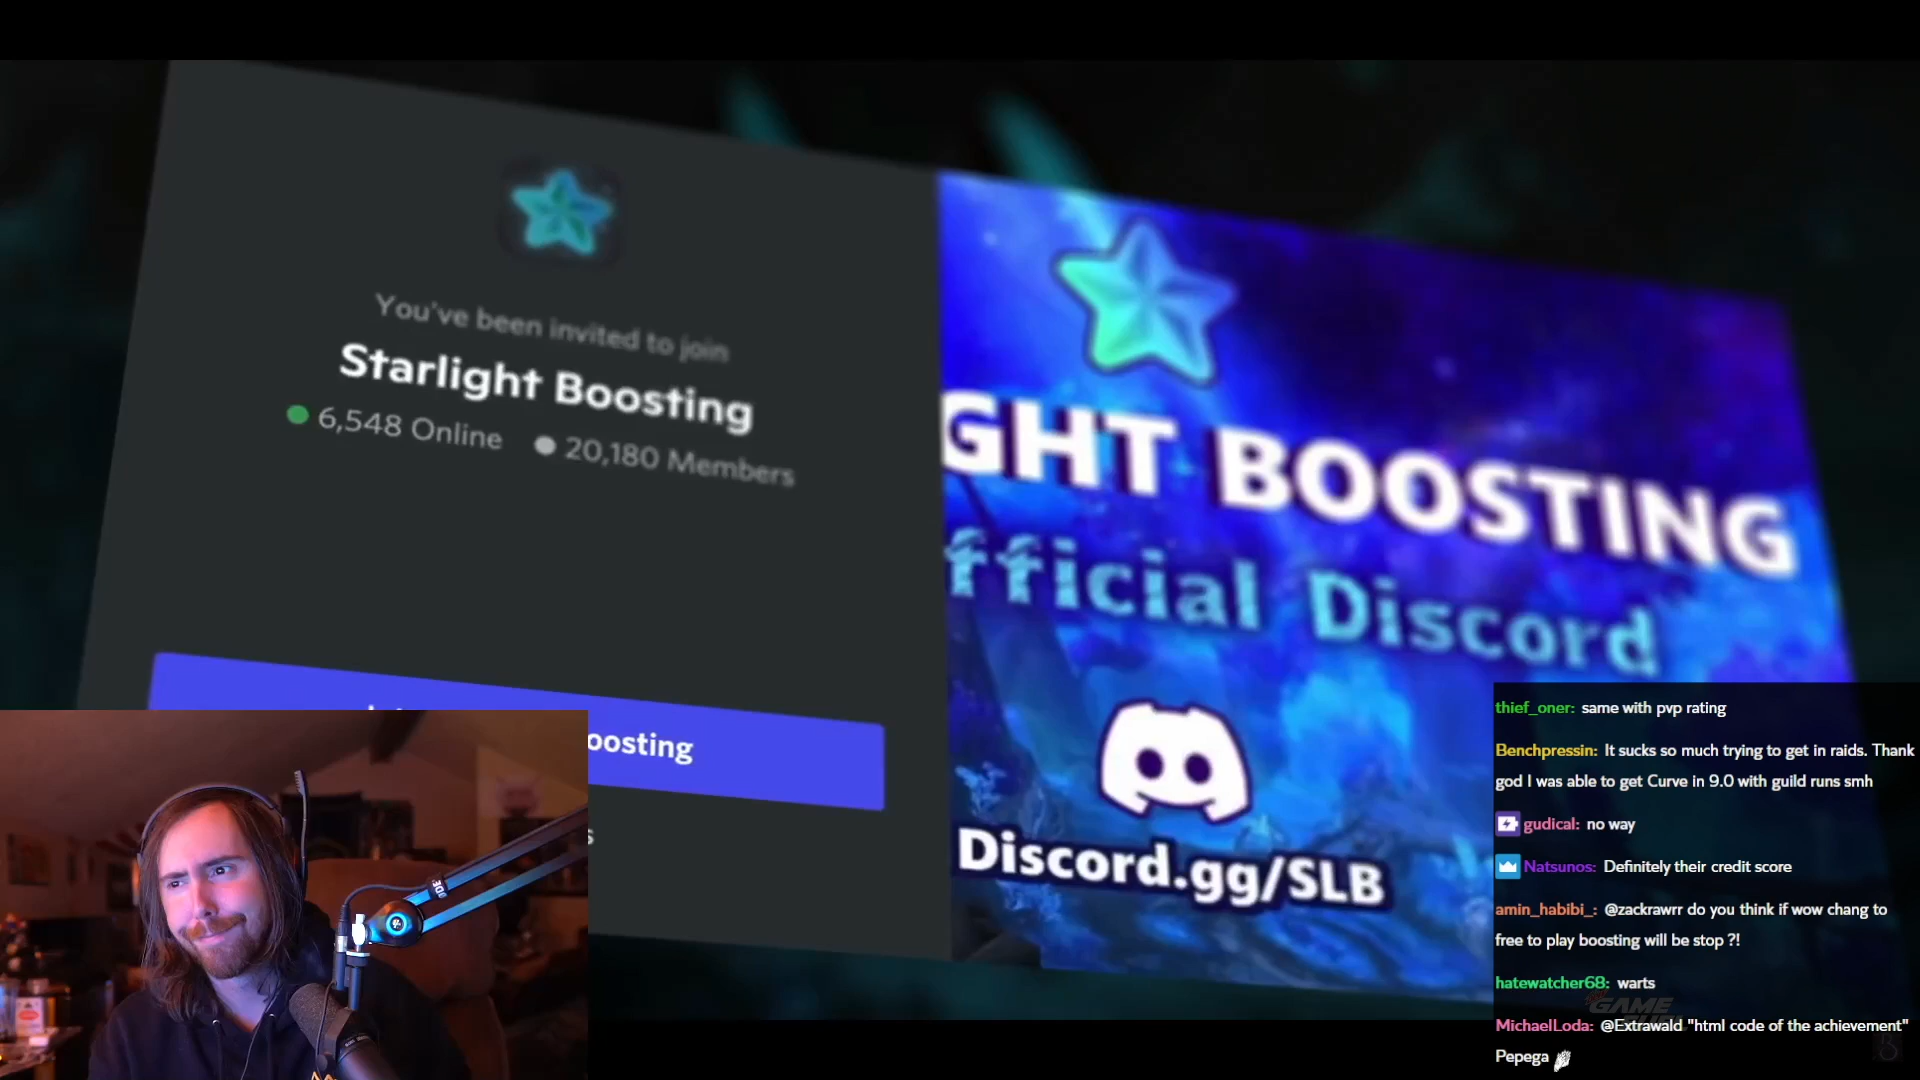 You've been invited to join
Starlight Boosting
6,548 Online 20,180 Members
oosting
s
GHT BOOSTING
fficial Discord
Discord.gg/SLB
thief_oner: same with pvp rating
Benchpressin: It sucks so much trying to get in raids. Thank
god I was able to get Curve in 9.0 with guild runs smh
gudical: no way
Natsunos: Definitely their credit score
amin_habibi_: @zackrawrr do you think if wow chang to
free to play boosting will be stop ?!
hatewatcher68: warts
GAME
MichaelLoda: @Extrawald "html code of the achievement"
Pepega